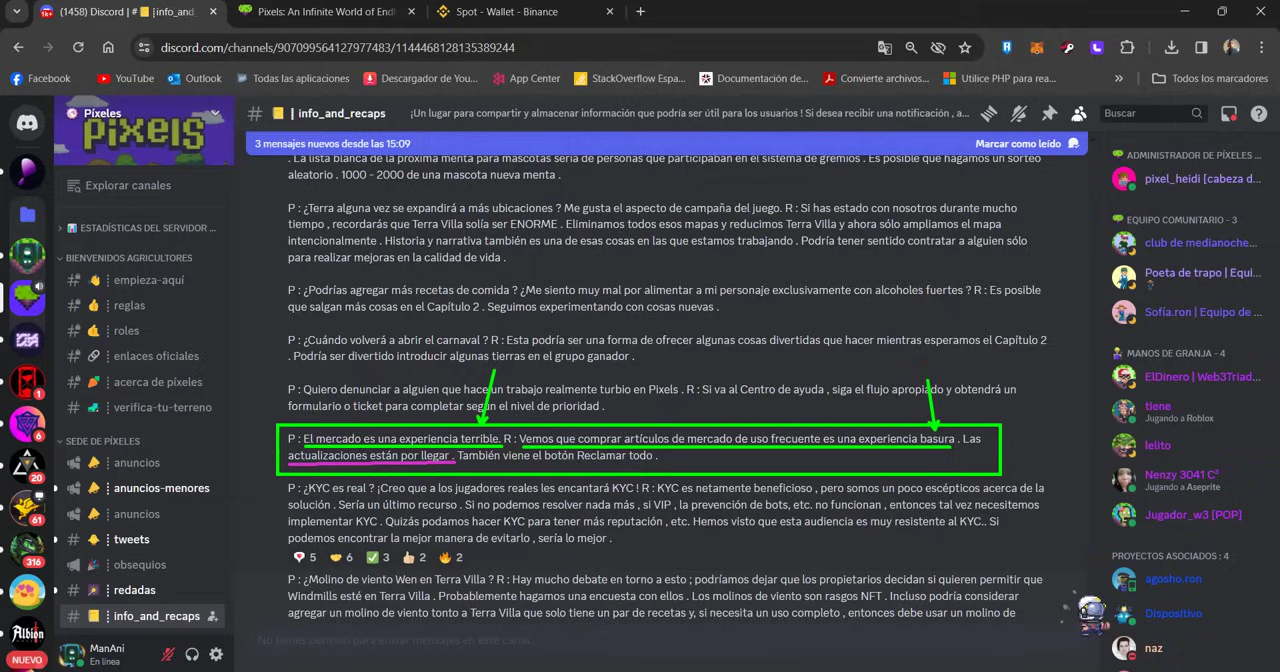 (1458) Discord | # 📒 | info_and
Pixels: An Infinite World of End
Spot - Wallet - Binance
discord.com/channels/907099564127977483/1144468128135389244
Facebook
YouTube
Outlook
Todas las aplicaciones
Descargador de You...
App Center
StackOverflow Espa...
Documentación de...
Convierte archivos...
Utilice PHP para rea...
»
Todos los marcadores
Píxeles
pixels
Explorar canales
ESTADÍSTICAS DEL SERVIDOR ...
BIENVENIDOS AGRICULTORES
empieza-aquí
reglas
roles
enlaces oficiales
acerca de píxeles
verifica-tu-terreno
SEDE DE PÍXELES
anuncios
anuncios-menores
anuncios
tweets
obsequios
redadas
info_and_recaps
1
6
20
61
316
Albion
NUEVO
ManAni
En línea
| info_and_recaps
¡Un lugar para compartir y almacenar información que podría ser útil para los usuarios ! Si desea recibir una notificación , a...
Buscar
3 mensajes nuevos desde las 15:09
Marcar como leído
. La lista blanca de la próxima menta para mascotas sería de personas que participaban en el sistema de gremios . Es posible que hagamos un sorteo
aleatorio . 1000 - 2000 de una mascota nueva menta .
P : ¿Terra alguna vez se expandirá a más ubicaciones ? Me gusta el aspecto de campaña del juego. R : Si has estado con nosotros durante mucho
tiempo , recordarás que Terra Villa solía ser ENORME . Eliminamos todos esos mapas y reducimos Terra Villa y ahora sólo ampliamos el mapa
intencionalmente . Historia y narrativa también es una de esas cosas en las que estamos trabajando . Podría tener sentido contratar a alguien sólo
para realizar mejoras en la calidad de vida .
P : ¿Podrías agregar más recetas de comida ? ¿Me siento muy mal por alimentar a mi personaje exclusivamente con alcoholes fuertes ? R : Es posible
que salgan más cosas en el Capítulo 2 . Seguimos experimentando con cosas nuevas .
P : ¿Cuándo volverá a abrir el carnaval ? R : Esta podría ser una forma de ofrecer algunas cosas divertidas que hacer mientras esperamos el Capítulo 2
. Podría ser divertido introducir algunas tierras en el grupo ganador .
P : Quiero denunciar a alguien que hace un trabajo realmente turbio en Pixels . R : Si va al Centro de ayuda , siga el flujo apropiado y obtendrá un
formulario o ticket para completar según el nivel de prioridad .
P : El mercado es una experiencia terrible. R : Vemos que comprar artículos de mercado de uso frecuente es una experiencia basura . Las
actualizaciones están por llegar . También viene el botón Reclamar todo .
P : ¿KYC es real ? ¡Creo que a los jugadores reales les encantará KYC ! R : KYC es netamente beneficioso , pero somos un poco escépticos acerca de la
solución . Sería un último recurso . Si no podemos resolver nada más , si VIP , la prevención de bots, etc. no funcionan , entonces tal vez necesitemos
implementar KYC . Quizás podamos hacer KYC para tener más reputación , etc. Hemos visto que esta audiencia es muy resistente al KYC.. Si
podemos encontrar la mejor manera de evitarlo , sería lo mejor .
5 6 3 2 2
P : ¿Molino de viento Wen en Terra Villa ? R : Hay mucho debate en torno a esto ; podríamos dejar que los propietarios decidan si quieren permitir que
Windmills esté en Terra Villa . Probablemente hagamos una encuesta con ellos . Los molinos de viento son rasgos NFT . Incluso podría considerar
agregar un molino de viento tonto a Terra Villa que solo tiene un par de recetas y, si necesita un uso completo , entonces debe usar un molino de
No tienes permiso para enviar mensajes en este canal.
ADMINISTRADOR DE PÍXELES ...
pixel_heidi [cabeza d...
EQUIPO COMUNITARIO - 3
club de medianoche...
Poeta de trapo | Equi...
Sofía.ron | Equipo de ...
MANOS DE GRANJA - 4
ElDinero | Web3Triad...
tiene
Jugando a Roblox
lelito
Nenzy 3041 C³
Jugando a Aseprite
Jugador_w3 [POP]
PROYECTOS ASOCIADOS : 4
agosho.ron
Dispositivo
naz